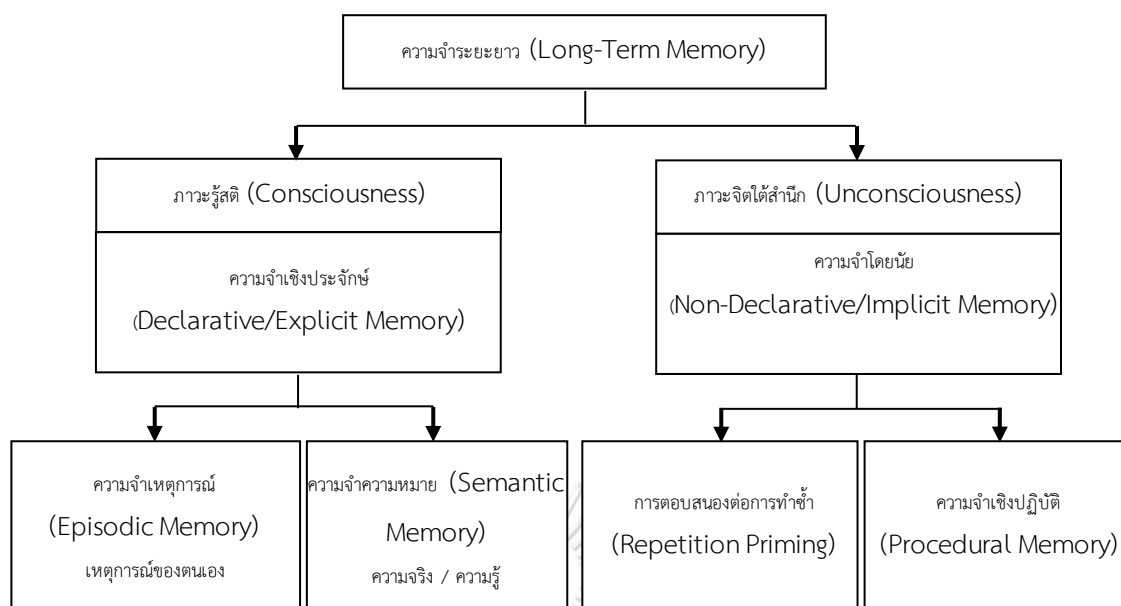 ความจำระยะยาว (Long-Term Memory)
ภาวะรู้สติ (Consciousness)
ภาวะจิตใต้สำนึก (Unconsciousness)
ความจำเชิงประจักษ์
(Declarative/Explicit Memory)
ความจำโดยนัย
(Non-Declarative/Implicit Memory)
ความจำเหตุการณ์
(Episodic Memory)
เหตุการณ์ของตนเอง
ความจำความหมาย (Semantic
Memory)
ความจริง / ความรู้
การตอบสนองต่อการทำซ้ำ
(Repetition Priming)
ความจำเชิงปฏิบัติ
(Procedural Memory)